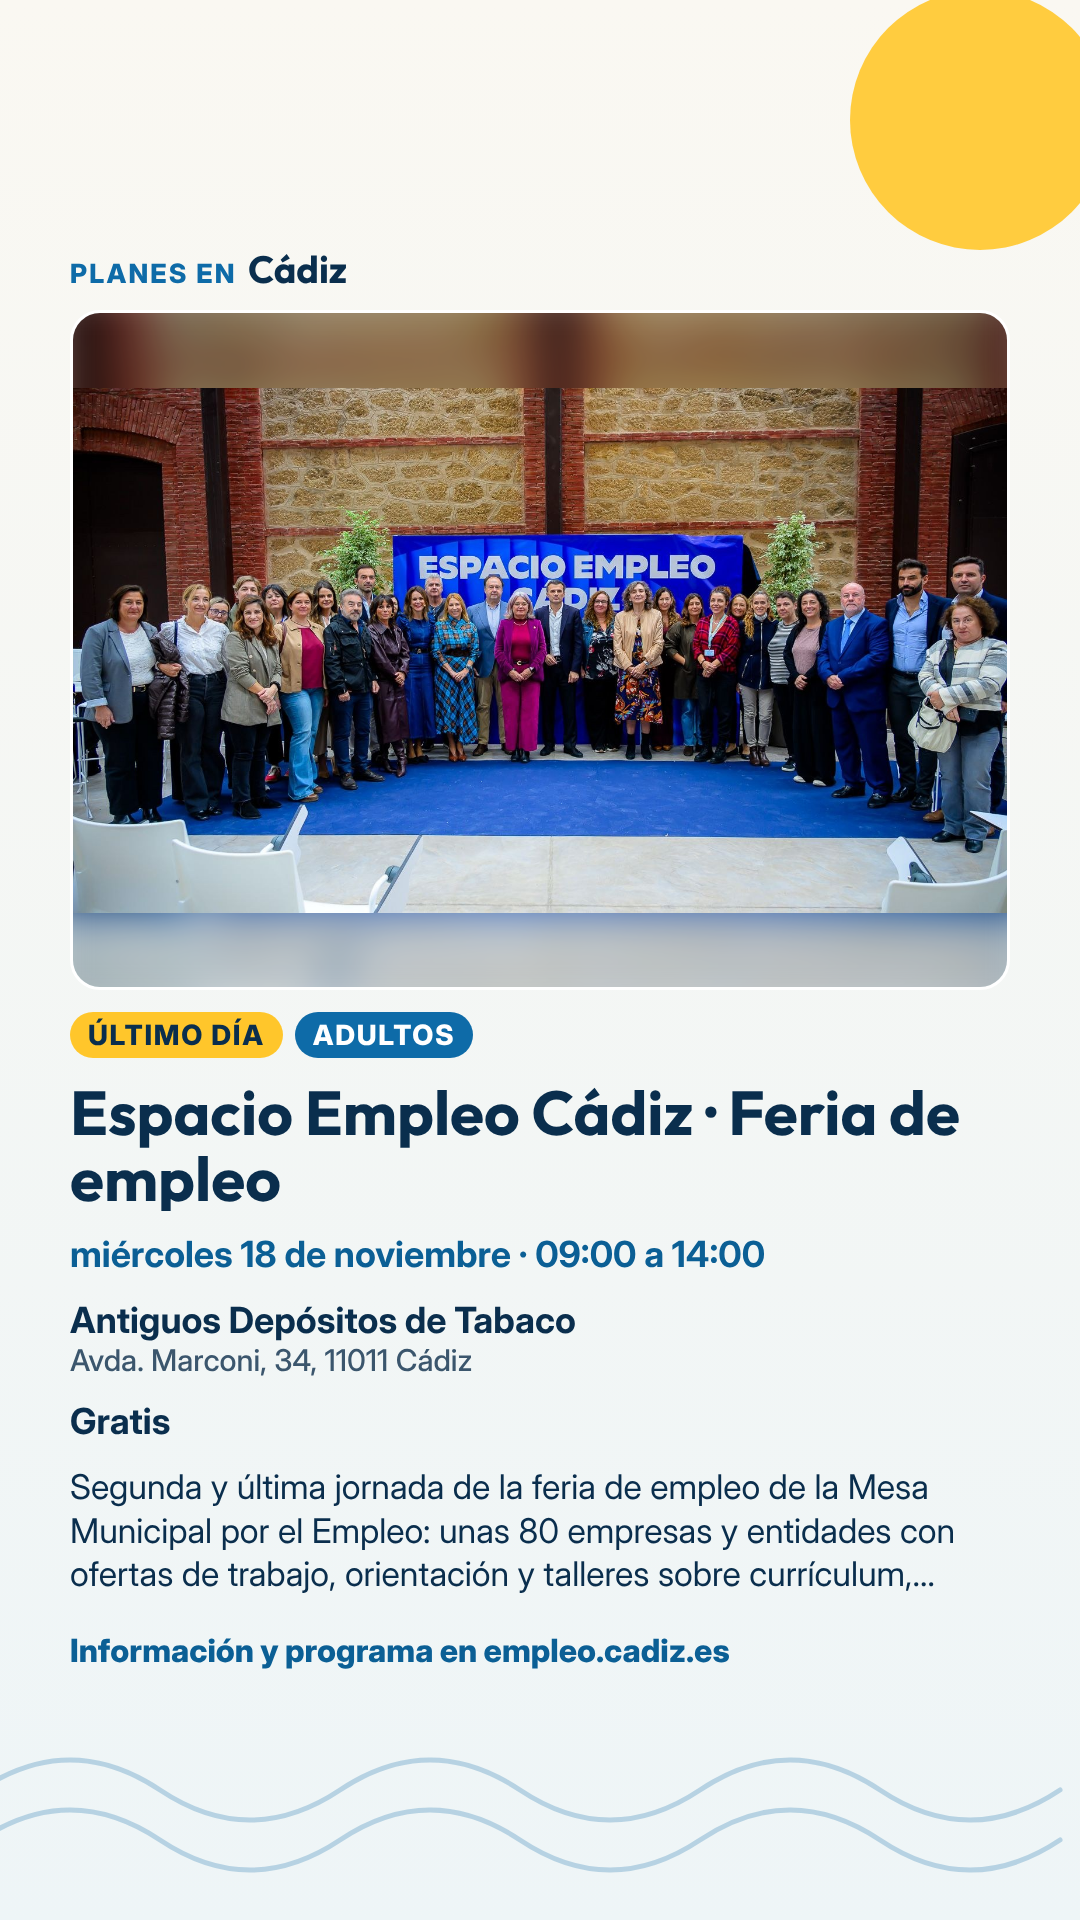 PLANES EN Cádiz
ESPACIO EMPLEO
CÁDIZ
ÚLTIMO DÍA
ADULTOS
Espacio Empleo Cádiz · Feria de
empleo
miércoles 18 de noviembre · 09:00 a 14:00
Antiguos Depósitos de Tabaco
Avda. Marconi, 34, 11011 Cádiz
Gratis
Segunda y última jornada de la feria de empleo de la Mesa
Municipal por el Empleo: unas 80 empresas y entidades con
ofertas de trabajo, orientación y talleres sobre currículum,...
Información y programa en empleo.cadiz.es